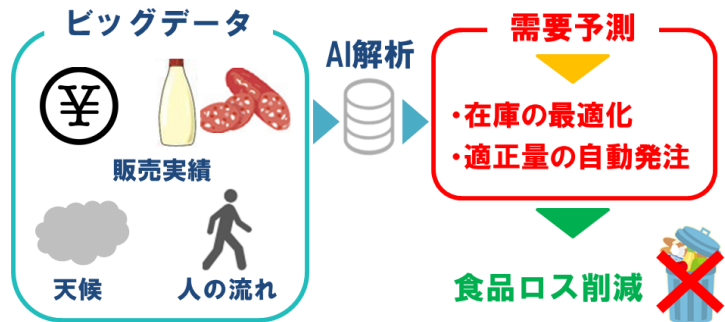 ビッグデータ
¥
販売実績
天候
人の流れ
AI解析
需要予測
・在庫の最適化
・適正量の自動発注
食品ロス削減